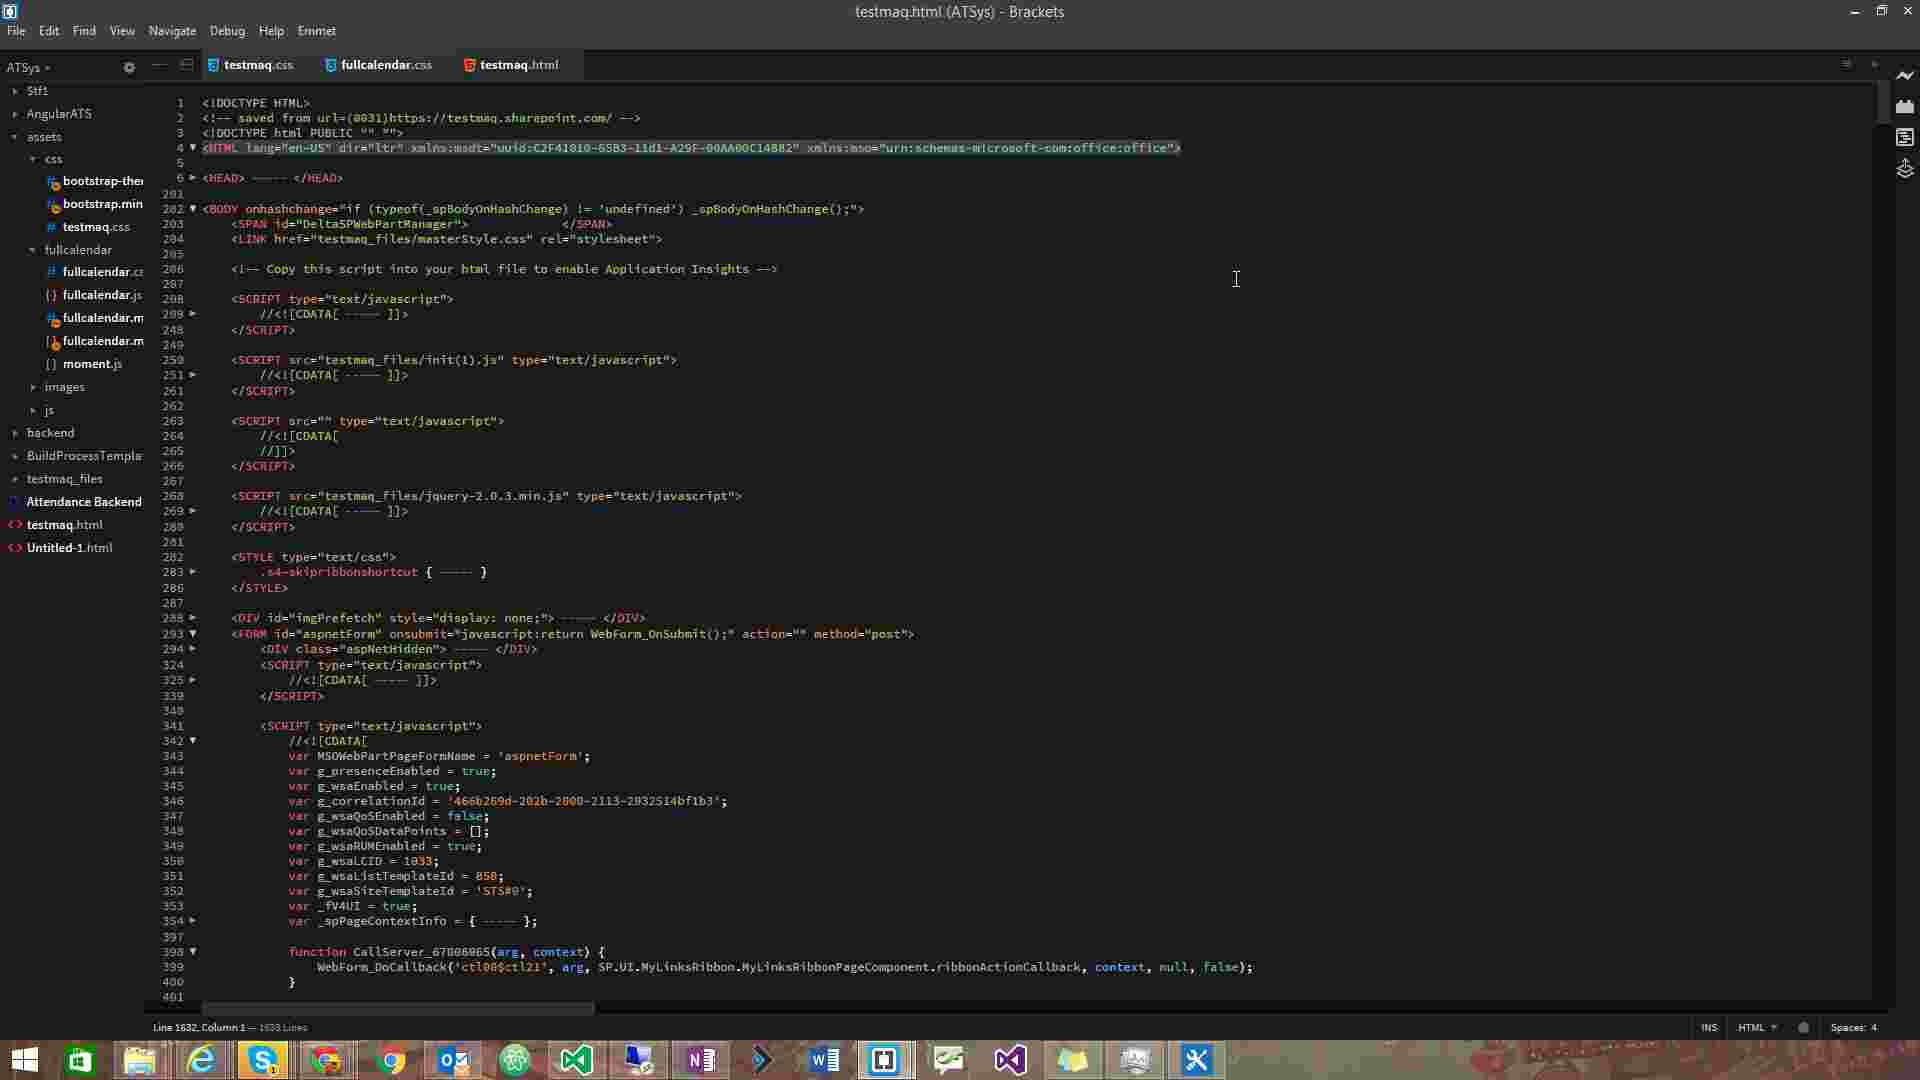 testmaq.html (ATSys) - Brackets
File Edit Find View Navigate Debug Help Emmet
ATSys
testmaq.css fullcalendar.css testmaq.html
Stf1
AngularATS
assets
css
bootstrap-ther
bootstrap.min
testmaq.css
fullcalendar
fullcalendar.cs
fullcalendar.js
fullcalendar.m
fullcalendar.m
moment.js
images
js
backend
BuildProcessTempla
testmaq_files
Attendance Backend
testmaq.html
Untitled-1.html
1 <!DOCTYPE HTML>
2 <!-- saved from url=(0031)https://testmaq.sharepoint.com/ -->
3 <!DOCTYPE html PUBLIC "" "">
4 <HTML lang="en-US" dir="ltr" xmlns:msdt="uuid:C2F41010-65B3-11d1-A29F-00AA00C14882" xmlns:mso="urn:schemas-microsoft-com:office:office">
5
6 <HEAD> ----- </HEAD>
201
202 <BODY onhashchange="if (typeof(_spBodyOnHashChange) != 'undefined') _spBodyOnHashChange();">
203 <SPAN id="DeltaSPWebPartManager"> </SPAN>
204 <LINK href="testmaq_files/masterStyle.css" rel="stylesheet">
205
206 <!-- Copy this script into your html file to enable Application Insights -->
207
208 <SCRIPT type="text/javascript">
209 //<![CDATA[ ----- ]]>
248 </SCRIPT>
249
250 <SCRIPT src="testmaq_files/init(1).js" type="text/javascript">
251 //<![CDATA[ ----- ]]>
261 </SCRIPT>
262
263 <SCRIPT src="" type="text/javascript">
264 //<![CDATA[
265 //]]>
266 </SCRIPT>
267
268 <SCRIPT src="testmaq_files/jquery-2.0.3.min.js" type="text/javascript">
269 //<![CDATA[ ----- ]]>
280 </SCRIPT>
281
282 <STYLE type="text/css">
283 .s4-skipribbonshortcut { ----- }
286 </STYLE>
287
288 <DIV id="imgPrefetch" style="display: none;"> ----- </DIV>
293 <FORM id="aspnetForm" onsubmit="javascript:return WebForm_OnSubmit();" action="" method="post">
294 <DIV class="aspNetHidden"> ----- </DIV>
324 <SCRIPT type="text/javascript">
325 //<![CDATA[ ----- ]]>
339 </SCRIPT>
340
341 <SCRIPT type="text/javascript">
342 //<![CDATA[
343 var MSOWebPartPageFormName = 'aspnetForm';
344 var g_presenceEnabled = true;
345 var g_wsaEnabled = true;
346 var g_correlationId = '466b269d-202b-2000-2113-2032514bf1b3';
347 var g_wsaQoSEnabled = false;
348 var g_wsaQoSDataPoints = [];
349 var g_wsaRUMEnabled = true;
350 var g_wsaLCID = 1033;
351 var g_wsaListTemplateId = 850;
352 var g_wsaSiteTemplateId = 'STS#0';
353 var _fV4UI = true;
354 var _spPageContextInfo = { ----- };
397
398 function CallServer_67006065(arg, context) {
399 WebForm_DoCallback('ctl00$ctl21', arg, SP.UI.MyLinksRibbon.MyLinksRibbonPageComponent.ribbonActionCallback, context, null, false);
400 }
401
Line 1632, Column 1 — 1633 Lines
INS HTML Spaces: 4